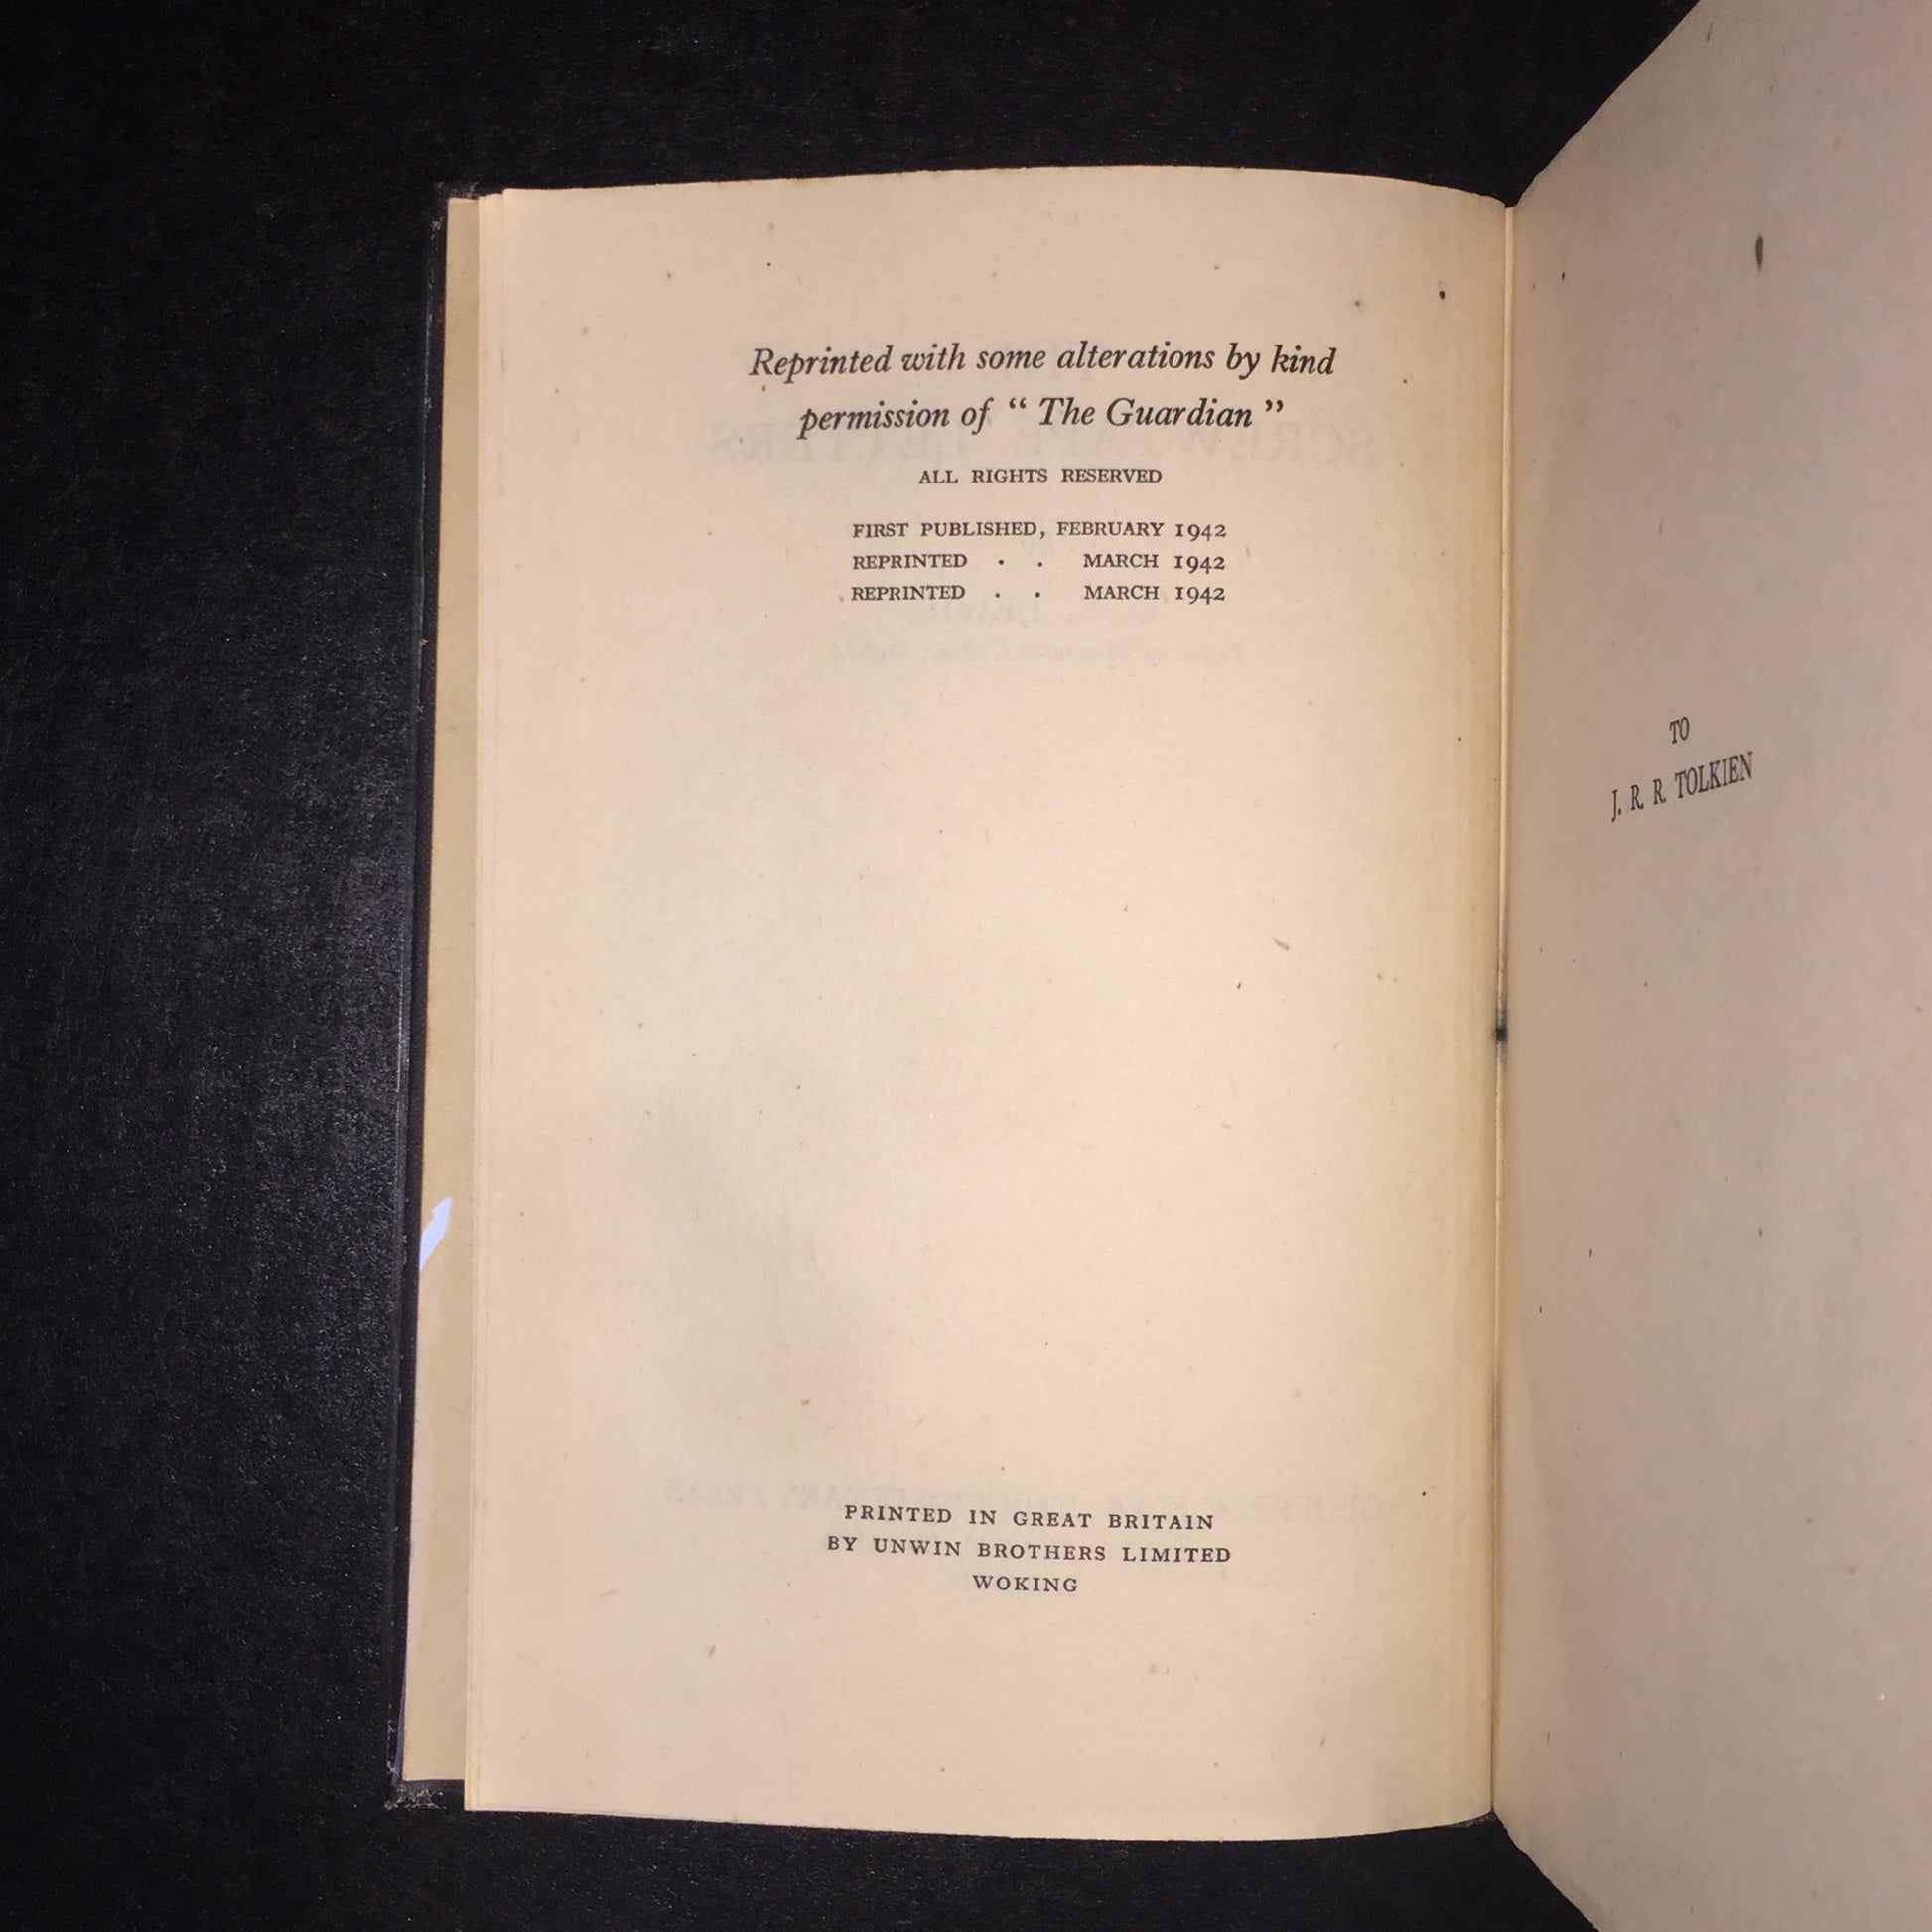 Reprinted with some alterations by kind
permission of “ The Guardian ”
ALL RIGHTS RESERVED
FIRST PUBLISHED, FEBRUARY 1942
REPRINTED . . MARCH 1942
REPRINTED . . MARCH 1942
PRINTED IN GREAT BRITAIN
BY UNWIN BROTHERS LIMITED
WOKING
TO
J. R. R. TOLKIEN